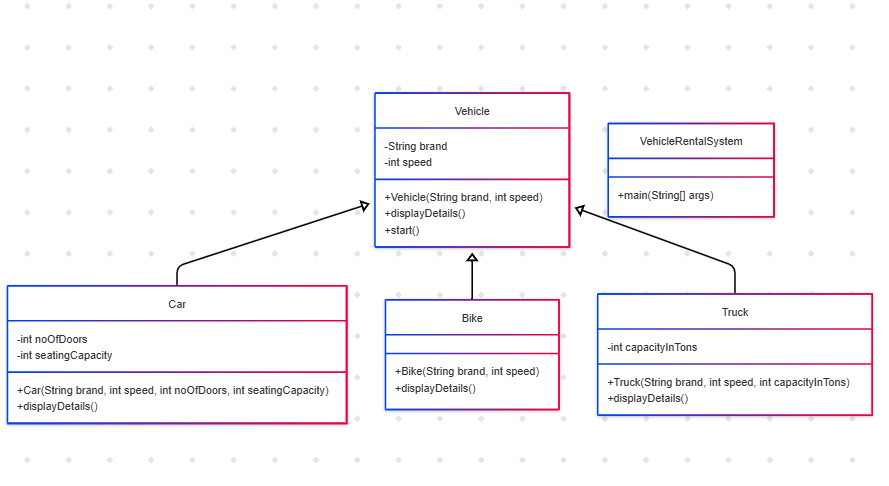 Vehicle
-String brand
-int speed
+Vehicle(String brand, int speed)
+displayDetails()
+start()
VehicleRentalSystem
+main(String[] args)
Car
-int noOfDoors
-int seatingCapacity
+Car(String brand, int speed, int noOfDoors, int seatingCapacity)
+displayDetails()
Bike
+Bike(String brand, int speed)
+displayDetails()
Truck
-int capacityInTons
+Truck(String brand, int speed, int capacityInTons)
+displayDetails()